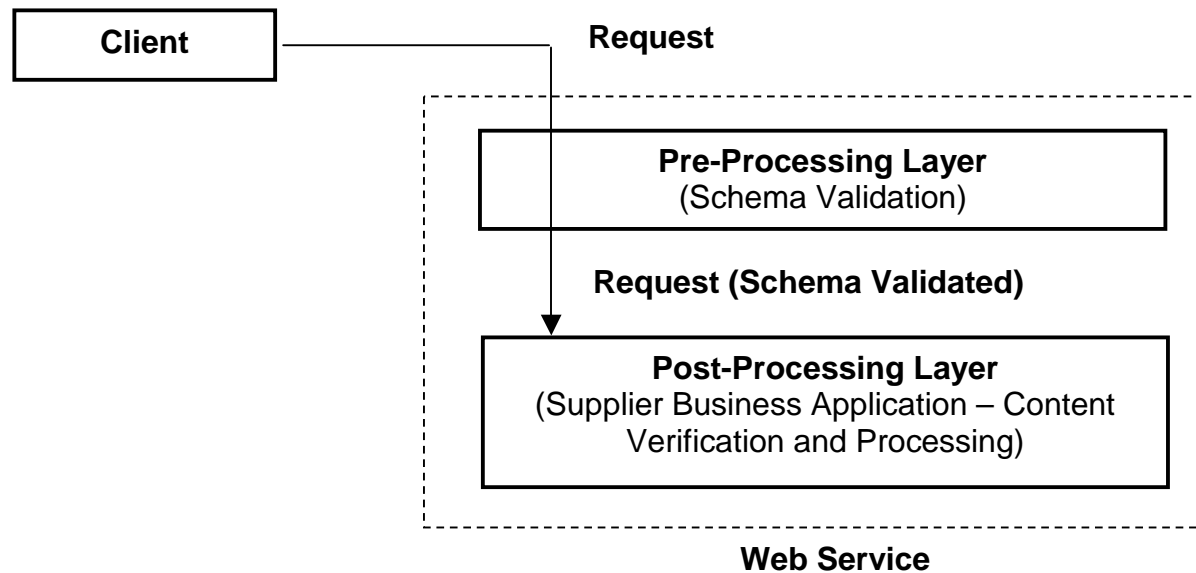 Client
Request
Pre-Processing Layer
(Schema Validation)
Request (Schema Validated)
Post-Processing Layer
(Supplier Business Application – Content
Verification and Processing)
Web Service